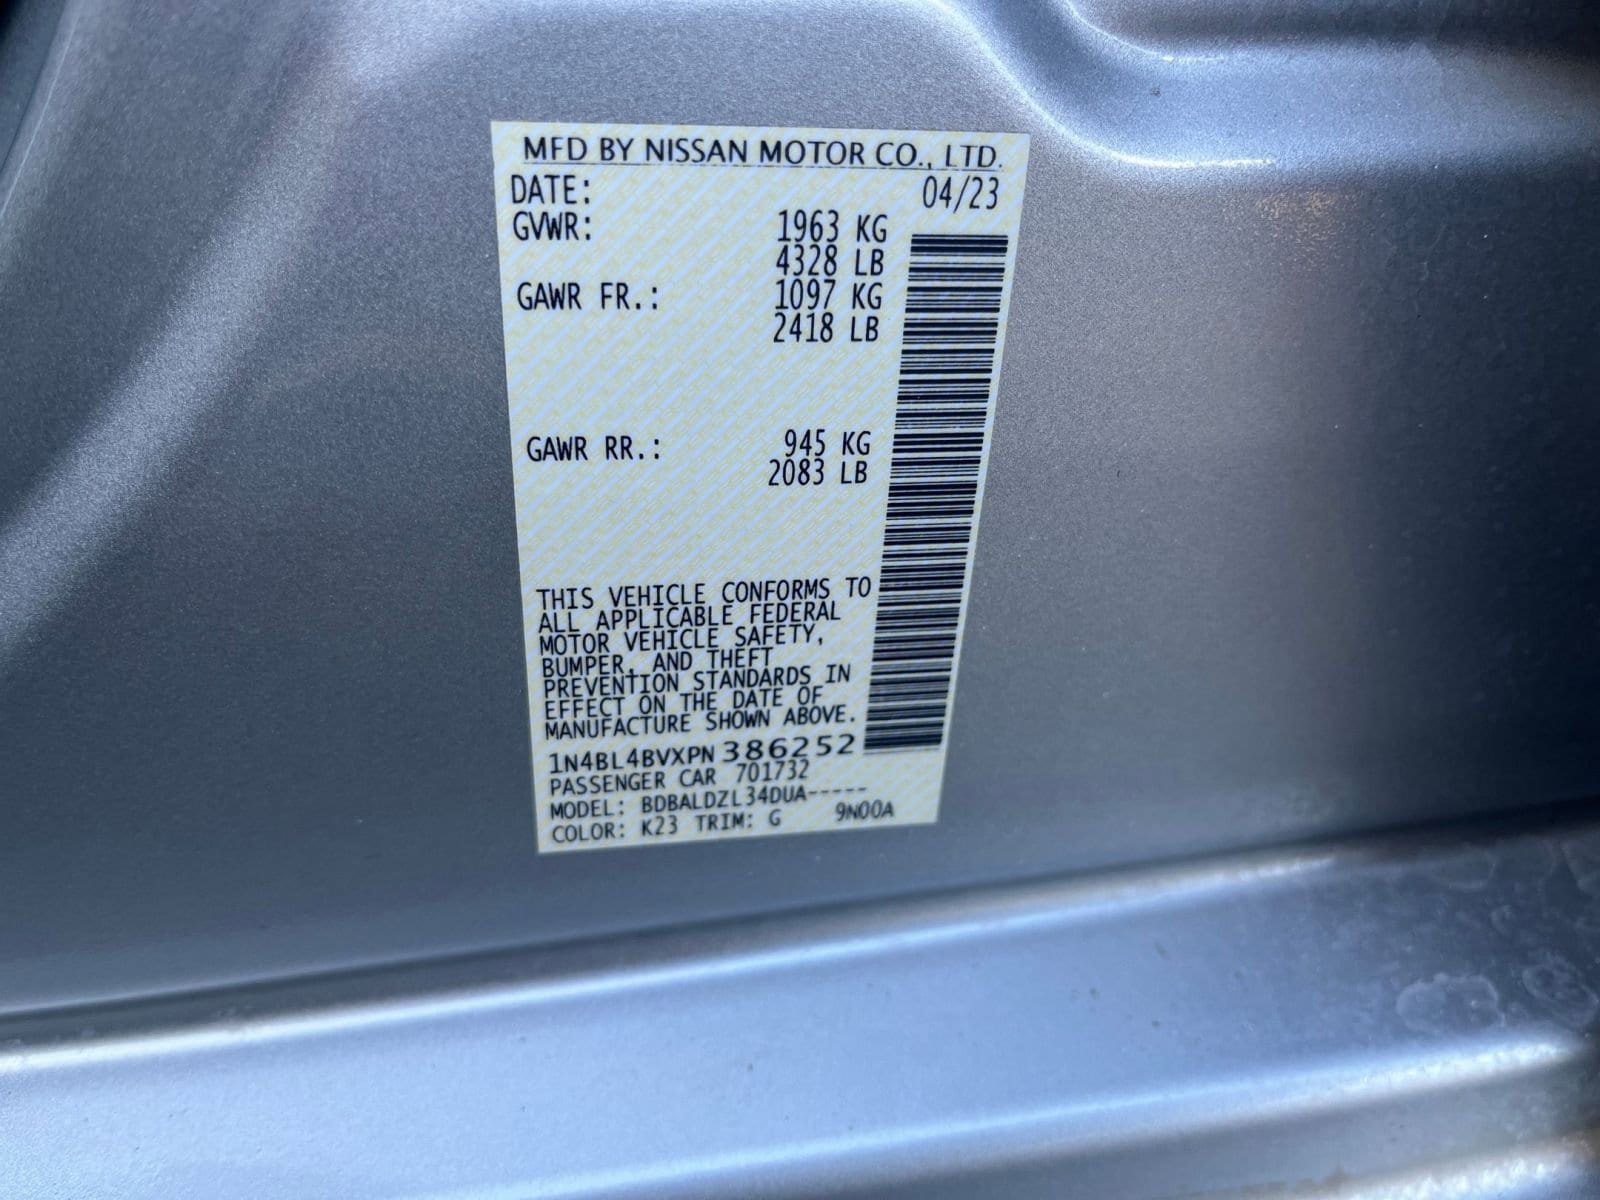 MFD BY NISSAN MOTOR CO., LTD.
DATE: 04/23
GVWR: 1963 KG
4328 LB
GAWR FR.: 1097 KG
2418 LB
GAWR RR.: 945 KG
2083 LB
THIS VEHICLE CONFORMS TO
ALL APPLICABLE FEDERAL
MOTOR VEHICLE SAFETY,
BUMPER, AND THEFT
PREVENTION STANDARDS IN
EFFECT ON THE DATE OF
MANUFACTURE SHOWN ABOVE.
1N4BL4BVXPN386252
PASSENGER CAR 701732
MODEL: BDBALDZL34DUA-----
COLOR: K23 TRIM: G 9N00A